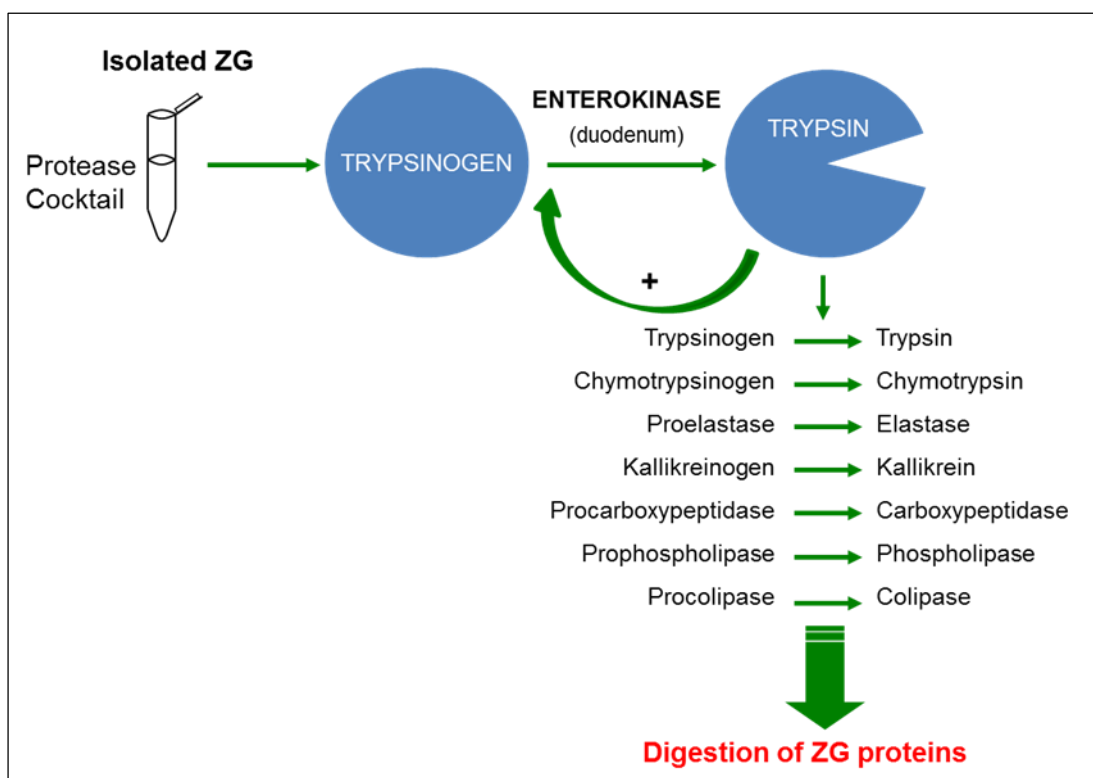 Isolated ZG
Protease
Cocktail
TRYPSINOGEN
ENTEROKINASE
(duodenum)
TRYPSIN
+
Trypsinogen Trypsin
Chymotrypsinogen Chymotrypsin
Proelastase Elastase
Kallikreinogen Kallikrein
Procarboxypeptidase Carboxypeptidase
Prophospholipase Phospholipase
Procolipase Colipase
Digestion of ZG proteins